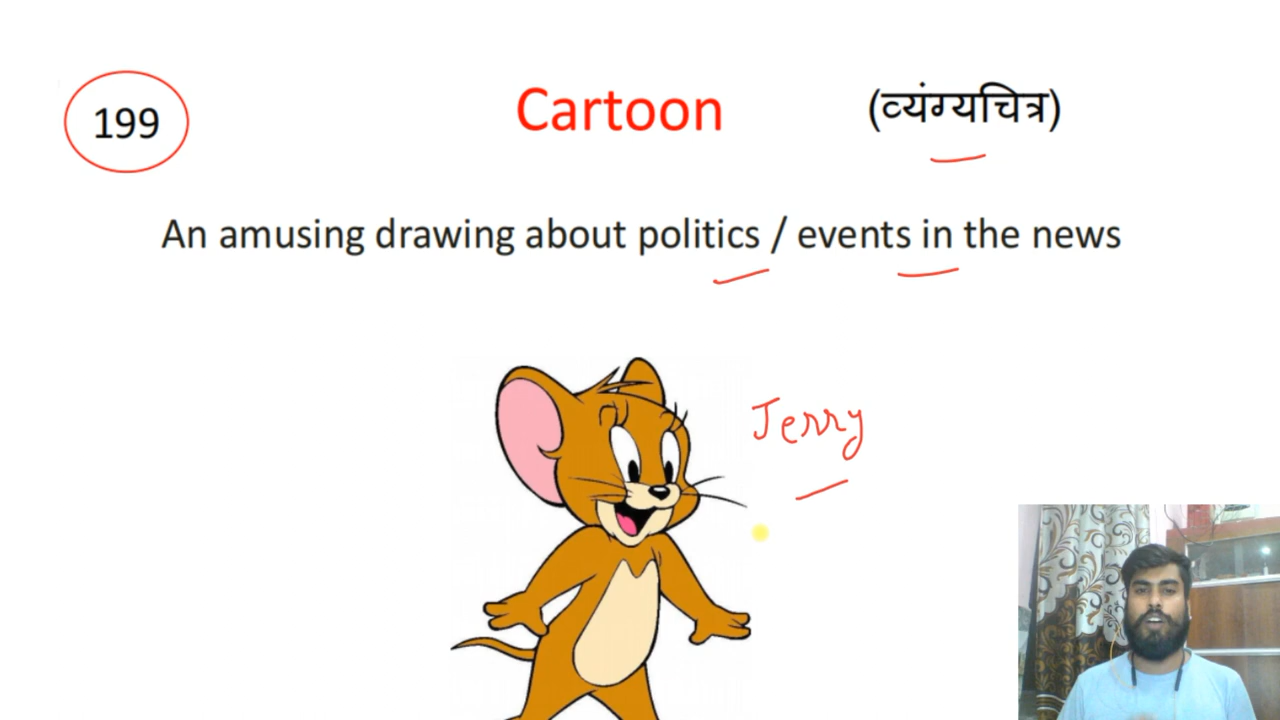 199
Cartoon (व्यंग्यचित्र)
An amusing drawing about politics / events in the news
Jerry